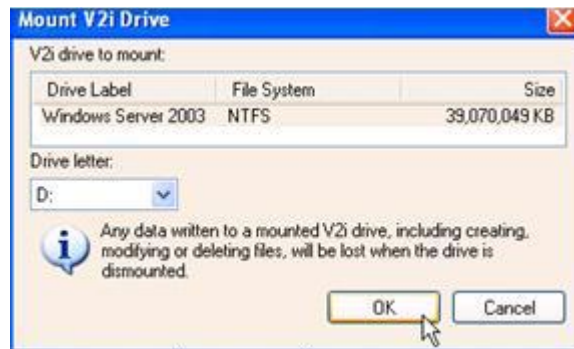 Mount V2i Drive
V2i drive to mount:
Drive Label File System Size
Windows Server 2003 NTFS 39,070,049 KB
Drive letter:
D:
Any data written to a mounted V2i drive, including creating,
modifying or deleting files, will be lost when the drive is
dismounted.
OK Cancel